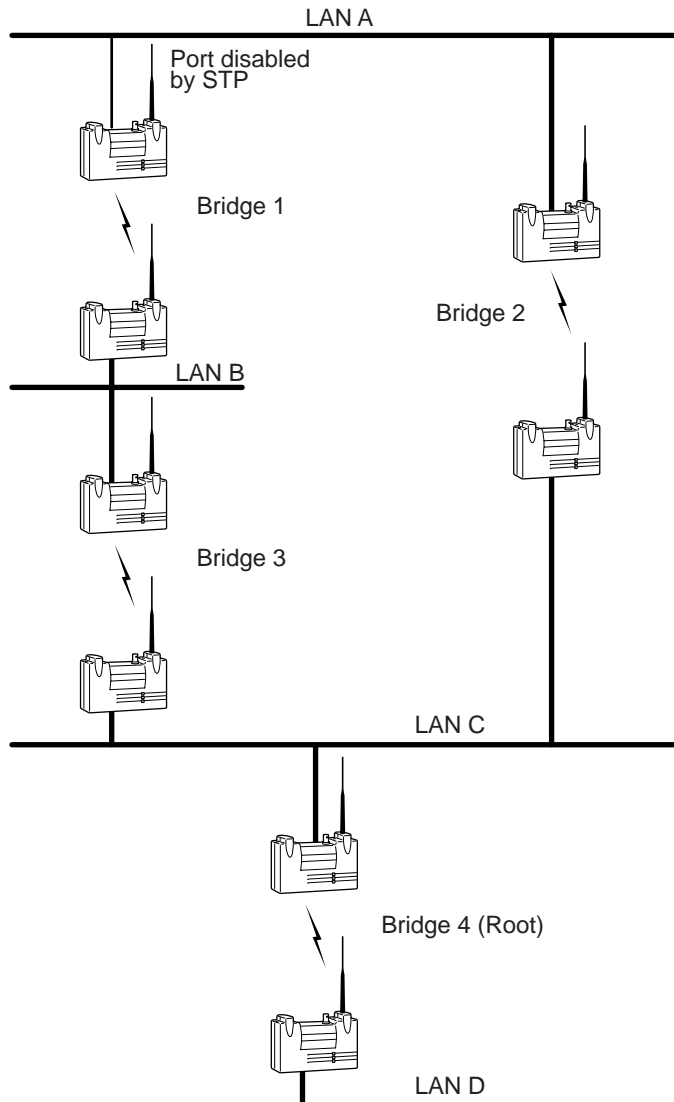 LAN A
Port disabled
by STP
Bridge 1
Bridge 2
LAN B
Bridge 3
LAN C
Bridge 4 (Root)
LAN D